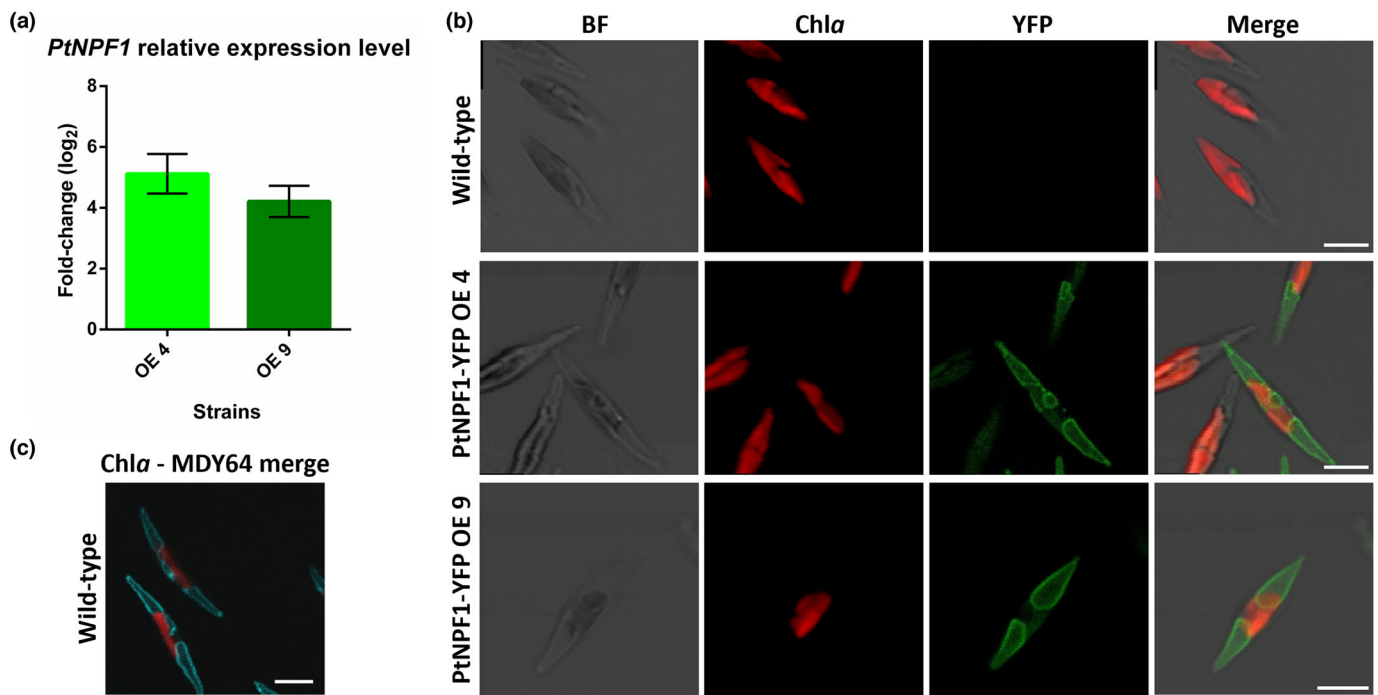 (a)
PtNPF1 relative expression level
Fold-change (log₂)
8
6
4
2
0
OE 4
OE 9
Strains
(b)
BF
Chla
YFP
Merge
Wild-type
PtNPF1-YFP OE 4
PtNPF1-YFP OE 9
(c)
Chla - MDY64 merge
Wild-type